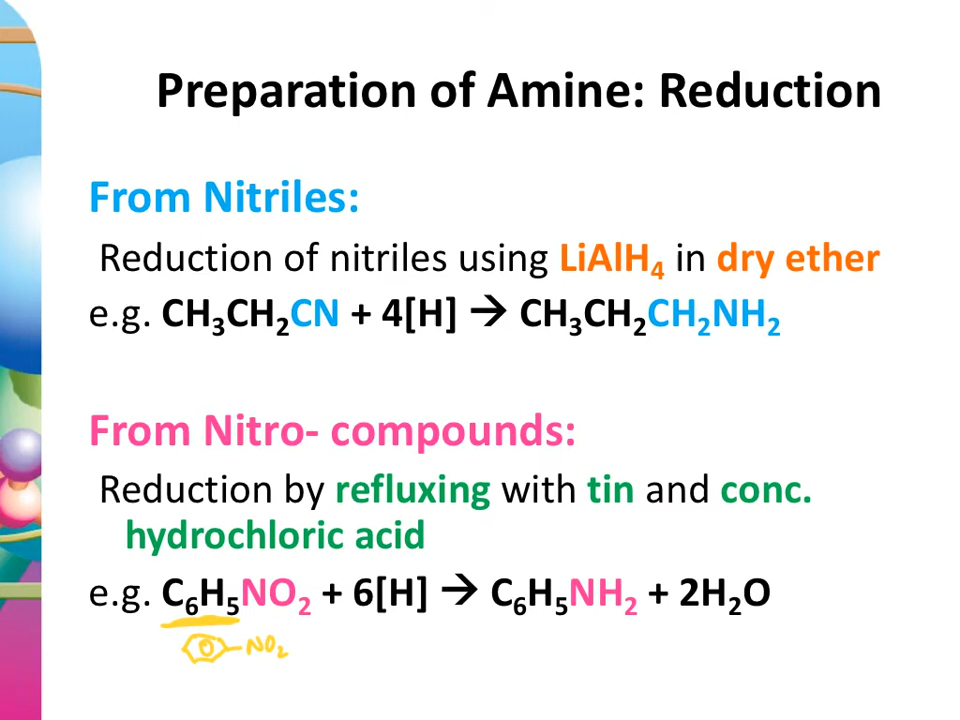 Preparation of Amine: Reduction
From Nitriles:
Reduction of nitriles using LiAlH₄ in dry ether
e.g. CH₃CH₂CN + 4[H] → CH₃CH₂CH₂NH₂
From Nitro- compounds:
Reduction by refluxing with tin and conc.
hydrochloric acid
e.g. C₆H₅NO₂ + 6[H] → C₆H₅NH₂ + 2H₂O
NO₂